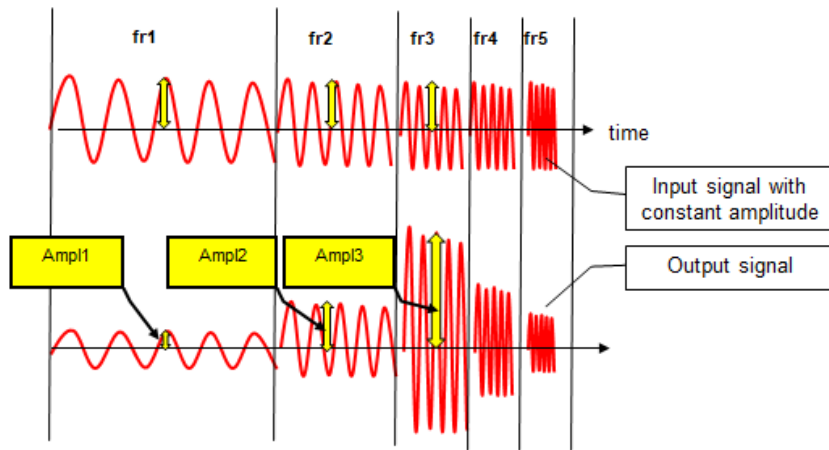 fr1 fr2 fr3 fr4 fr5
time
Input signal with
constant amplitude
Ampl1 Ampl2 Ampl3
Output signal